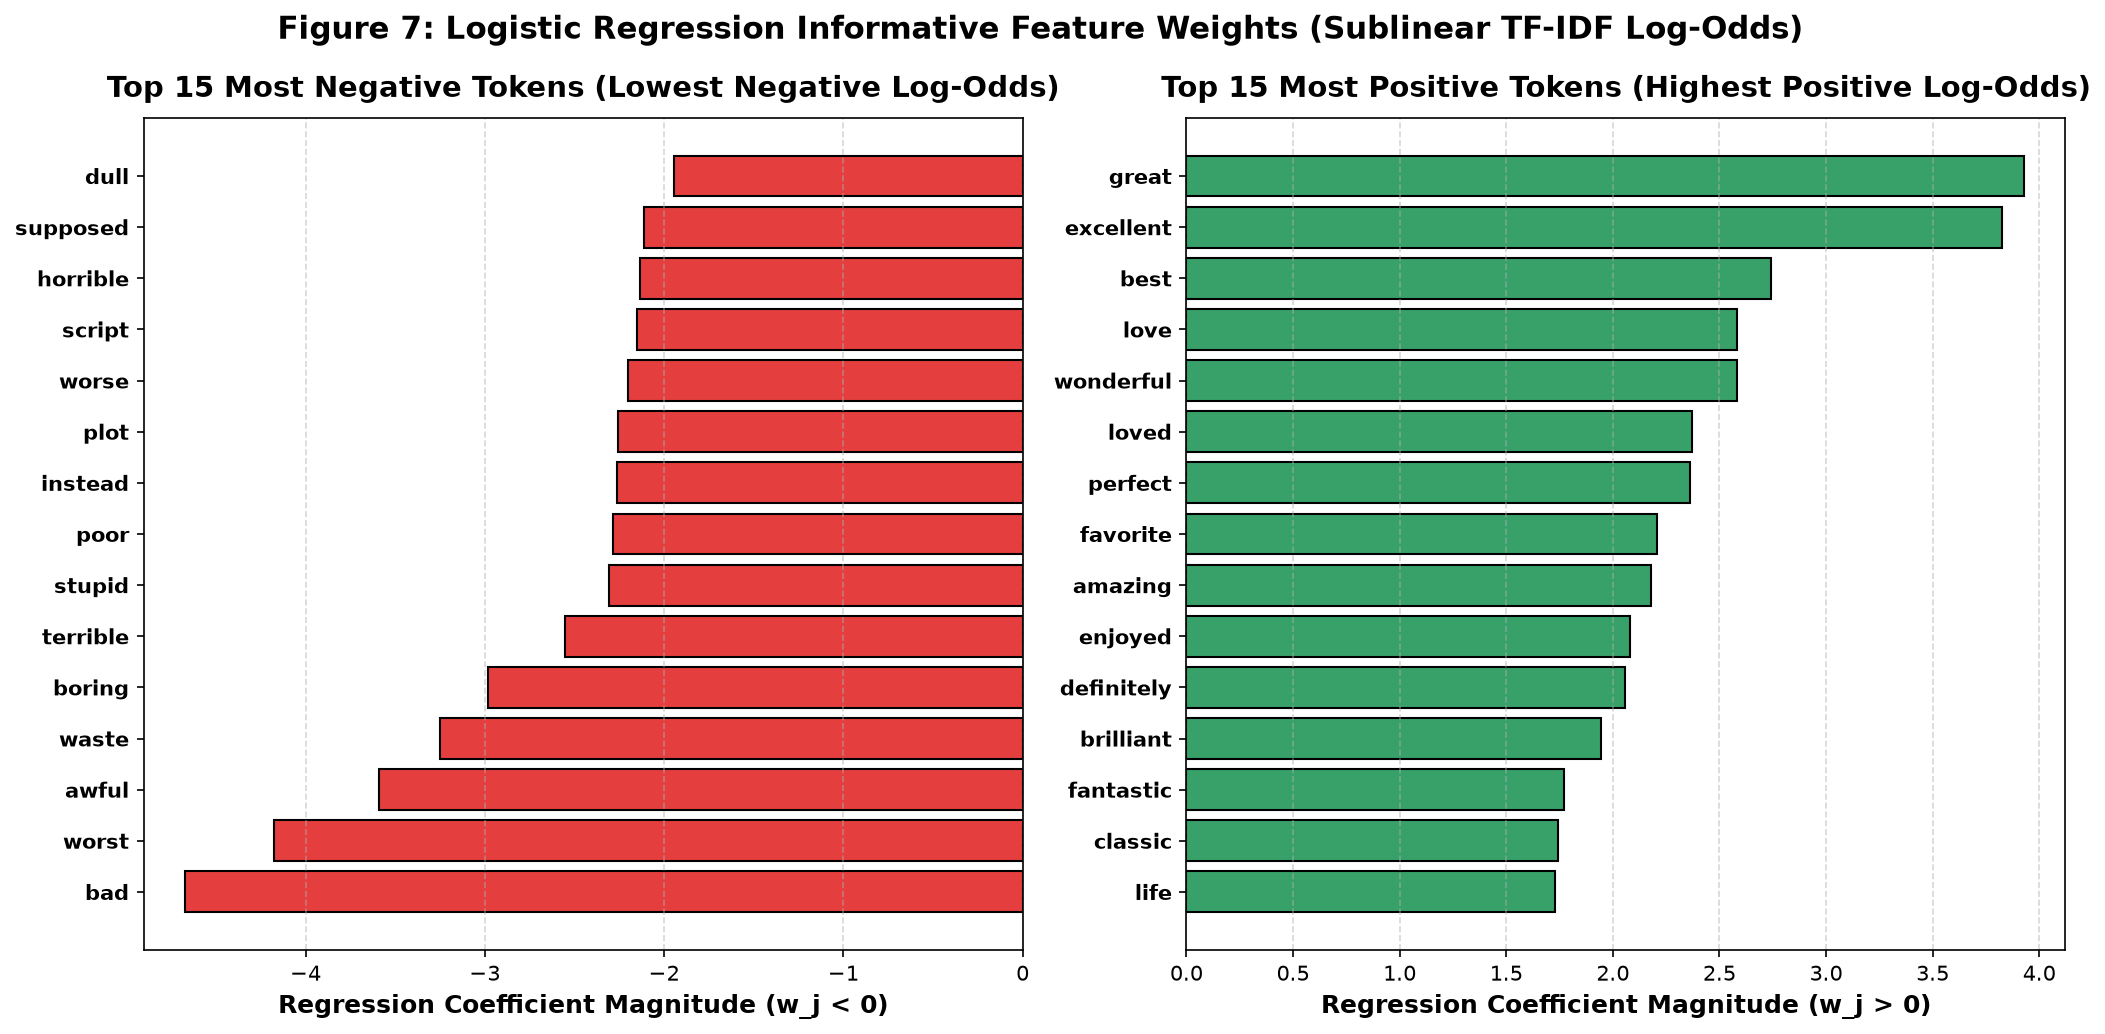 Figure 7: Logistic Regression Informative Feature Weights (Sublinear TF-IDF Log-Odds)
Top 15 Most Negative Tokens (Lowest Negative Log-Odds)
dull
supposed
horrible
script
worse
plot
instead
poor
stupid
terrible
boring
waste
awful
worst
bad
−4 −3 −2 −1 0
Regression Coefficient Magnitude (w_j < 0)
Top 15 Most Positive Tokens (Highest Positive Log-Odds)
great
excellent
best
love
wonderful
loved
perfect
favorite
amazing
enjoyed
definitely
brilliant
fantastic
classic
life
0.0 0.5 1.0 1.5 2.0 2.5 3.0 3.5 4.0
Regression Coefficient Magnitude (w_j > 0)